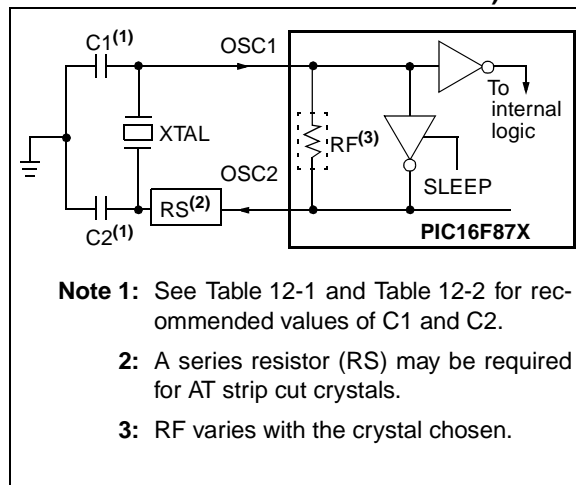 C1(1)
OSC1
To
internal
logic
XTAL
RF(3)
OSC2
SLEEP
RS(2)
C2(1)
PIC16F87X
Note 1: See Table 12-1 and Table 12-2 for rec-
ommended values of C1 and C2.
2: A series resistor (RS) may be required
for AT strip cut crystals.
3: RF varies with the crystal chosen.